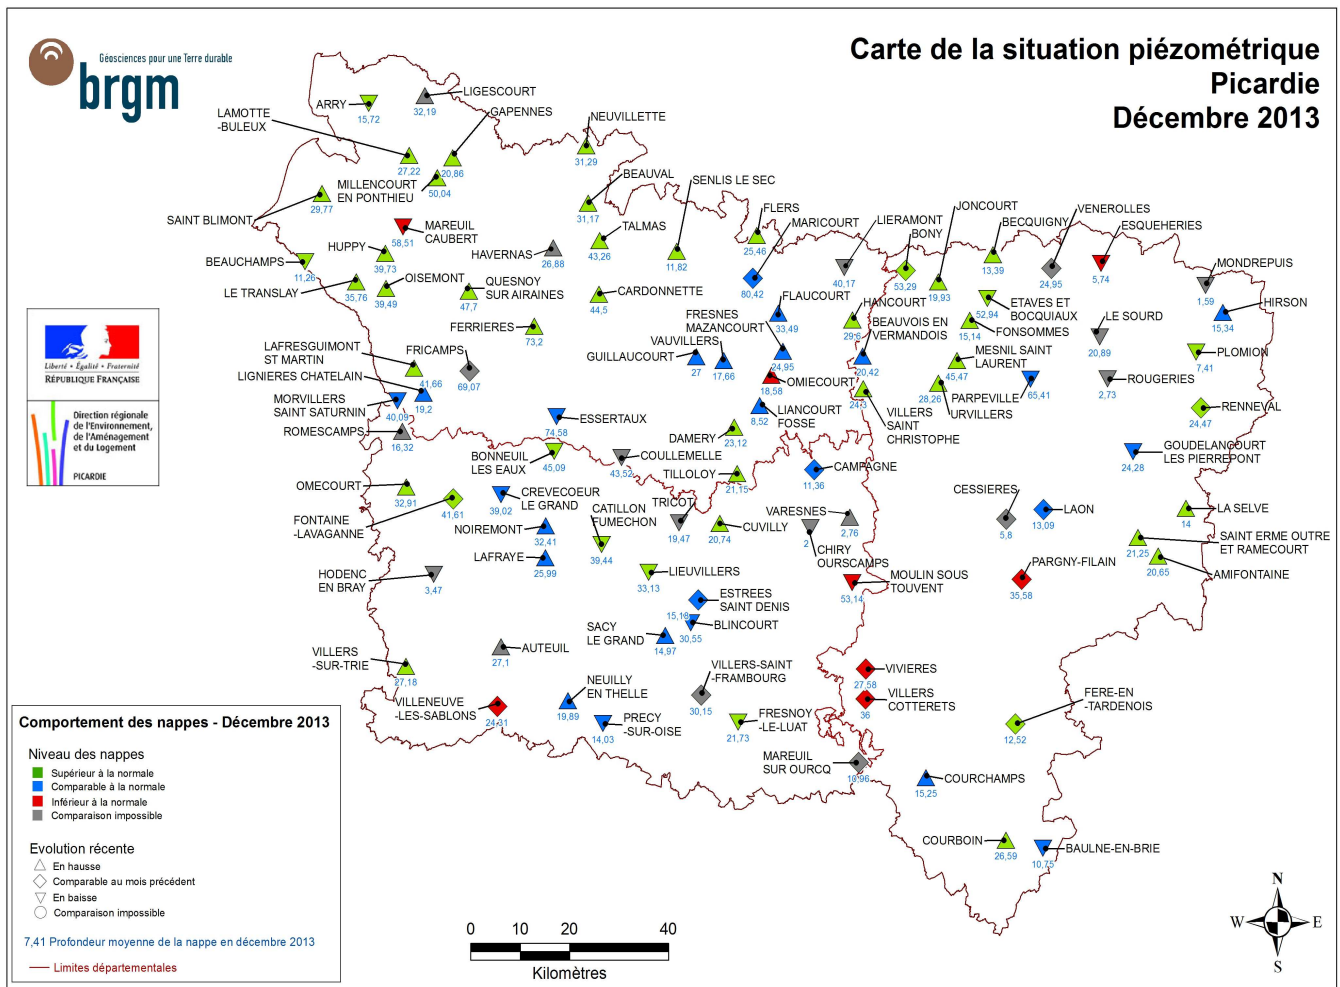 Carte de la situation piézométrique
Picardie
Décembre 2013
Géosciences pour une Terre durable
brgm
ARRY
15,72
LIGESCOURT
32,19
LAMOTTE
-BULEUX
27,22
GAPENNES
20,86
NEUVILLETTE
31,29
MILLENCOURT
EN PONTHIEU
50,04
BEAUVAL
31,17
SENLIS LE SEC
11,82
SAINT BLIMONT
29,77
MAREUIL
CAUBERT
58,51
TALMAS
43,26
FLERS
25,46
MARICOURT
80,42
LIERAMONT
40,17
BONY
53,29
JONCOURT
19,93
BECQUIGNY
13,39
VENEROLLES
24,95
ESQUEHERIES
5,74
MONDREPUIS
1,59
HIRSON
15,34
BEAUCHAMPS
11,26
HUPPY
39,73
HAVERNAS
26,88
LE TRANSLAY
35,76
OISEMONT
39,49
QUESNOY
SUR AIRAINES
47,7
CARDONNETTE
44,5
FERRIERES
73,2
FLAUCOURT
33,49
HANCOURT
29,6
ETAVES ET
BOCQUIAUX
52,94
FONSOMMES
15,14
LE SOURD
20,89
PLOMION
7,41
FRESNES
MAZANCOURT
24,95
BEAUVOIS EN
VERMANDOIS
20,42
VAUVILLERS
17,66
GUILLAUCOURT
27
MESNIL SAINT
LAURENT
45,47
LAFRESGUIMONT
ST MARTIN
41,66
FRICAMPS
69,07
LIGNIERES CHATELAIN
19,2
OMIECOURT
18,58
PARPEVILLE
65,41
URVILLERS
28,26
ROUGERIES
2,73
RENNEVAL
24,47
MORVILLERS
SAINT SATURNIN
40,09
ESSERTAUX
74,58
LIANCOURT
FOSSE
8,52
VILLERS
SAINT
CHRISTOPHE
24,3
ROMESCAMPS
16,32
DAMERY
23,12
BONNEUIL
LES EAUX
45,09
COULLEMELLE
43,52
TILLOLOY
21,15
CAMPAGNE
11,36
GOUDELANCOURT
LES PIERREPONT
24,28
OMECOURT
32,91
FONTAINE
-LAVAGANNE
41,61
CREVECOEUR
LE GRAND
39,02
CATILLON
FUMECHON
39,44
TRICOT
19,47
CUVILLY
20,74
VARESNES
2,76
CHIRY
OURSCAMPS
2
CESSIERES
5,8
LAON
13,09
LA SELVE
14
NOIREMONT
32,41
LAFRAYE
25,99
SAINT ERME OUTRE
ET RAMECOURT
21,25
AMIFONTAINE
20,65
HODENC
EN BRAY
3,47
LIEUVILLERS
33,13
MOULIN SOUS
TOUVENT
53,14
PARGNY-FILAIN
35,58
ESTREES
SAINT DENIS
15,18
BLINCOURT
30,55
SACY
LE GRAND
14,97
AUTEUIL
27,1
VILLERS
-SUR-TRIE
27,18
VILLERS-SAINT
-FRAMBOURG
30,15
VIVIERES
27,58
VILLERS
COTTERETS
36
VILLENEUVE
-LES-SABLONS
24,31
NEUILLY
EN THELLE
19,89
PRECY
-SUR-OISE
14,03
FRESNOY
-LE-LUAT
21,73
FERE-EN
-TARDENOIS
12,52
MAREUIL
SUR OURCQ
10,96
COURCHAMPS
15,25
COURBOIN
26,59
BAULNE-EN-BRIE
10,75
Liberté • Égalité • Fraternité
RÉPUBLIQUE FRANÇAISE
Direction régionale
de l'Environnement,
de l'Aménagement
et du Logement
PICARDIE
Comportement des nappes - Décembre 2013
Niveau des nappes
Supérieur à la normale
Comparable à la normale
Inférieur à la normale
Comparaison impossible
Evolution récente
En hausse
Comparable au mois précédent
En baisse
Comparaison impossible
7,41 Profondeur moyenne de la nappe en décembre 2013
Limites départementales
0 10 20 40
Kilomètres
N
W E
S